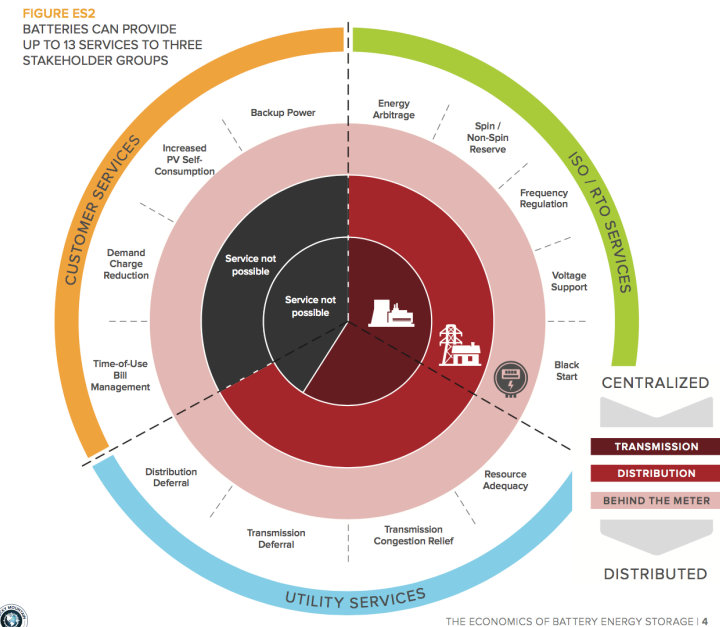 FIGURE ES2
BATTERIES CAN PROVIDE
UP TO 13 SERVICES TO THREE
STAKEHOLDER GROUPS
CUSTOMER SERVICES
ISO / RTO SERVICES
UTILITY SERVICES
Backup Power
Energy
Arbitrage
Spin /
Non-Spin
Reserve
Increased
PV Self-
Consumption
Frequency
Regulation
Demand
Charge
Reduction
Service not
possible
Service not
possible
Voltage
Support
Time-of-Use
Bill
Management
Black
Start
Distribution
Deferral
Resource
Adequacy
Transmission
Deferral
Transmission
Congestion Relief
CENTRALIZED
TRANSMISSION
DISTRIBUTION
BEHIND THE METER
DISTRIBUTED
THE ECONOMICS OF BATTERY ENERGY STORAGE | 4